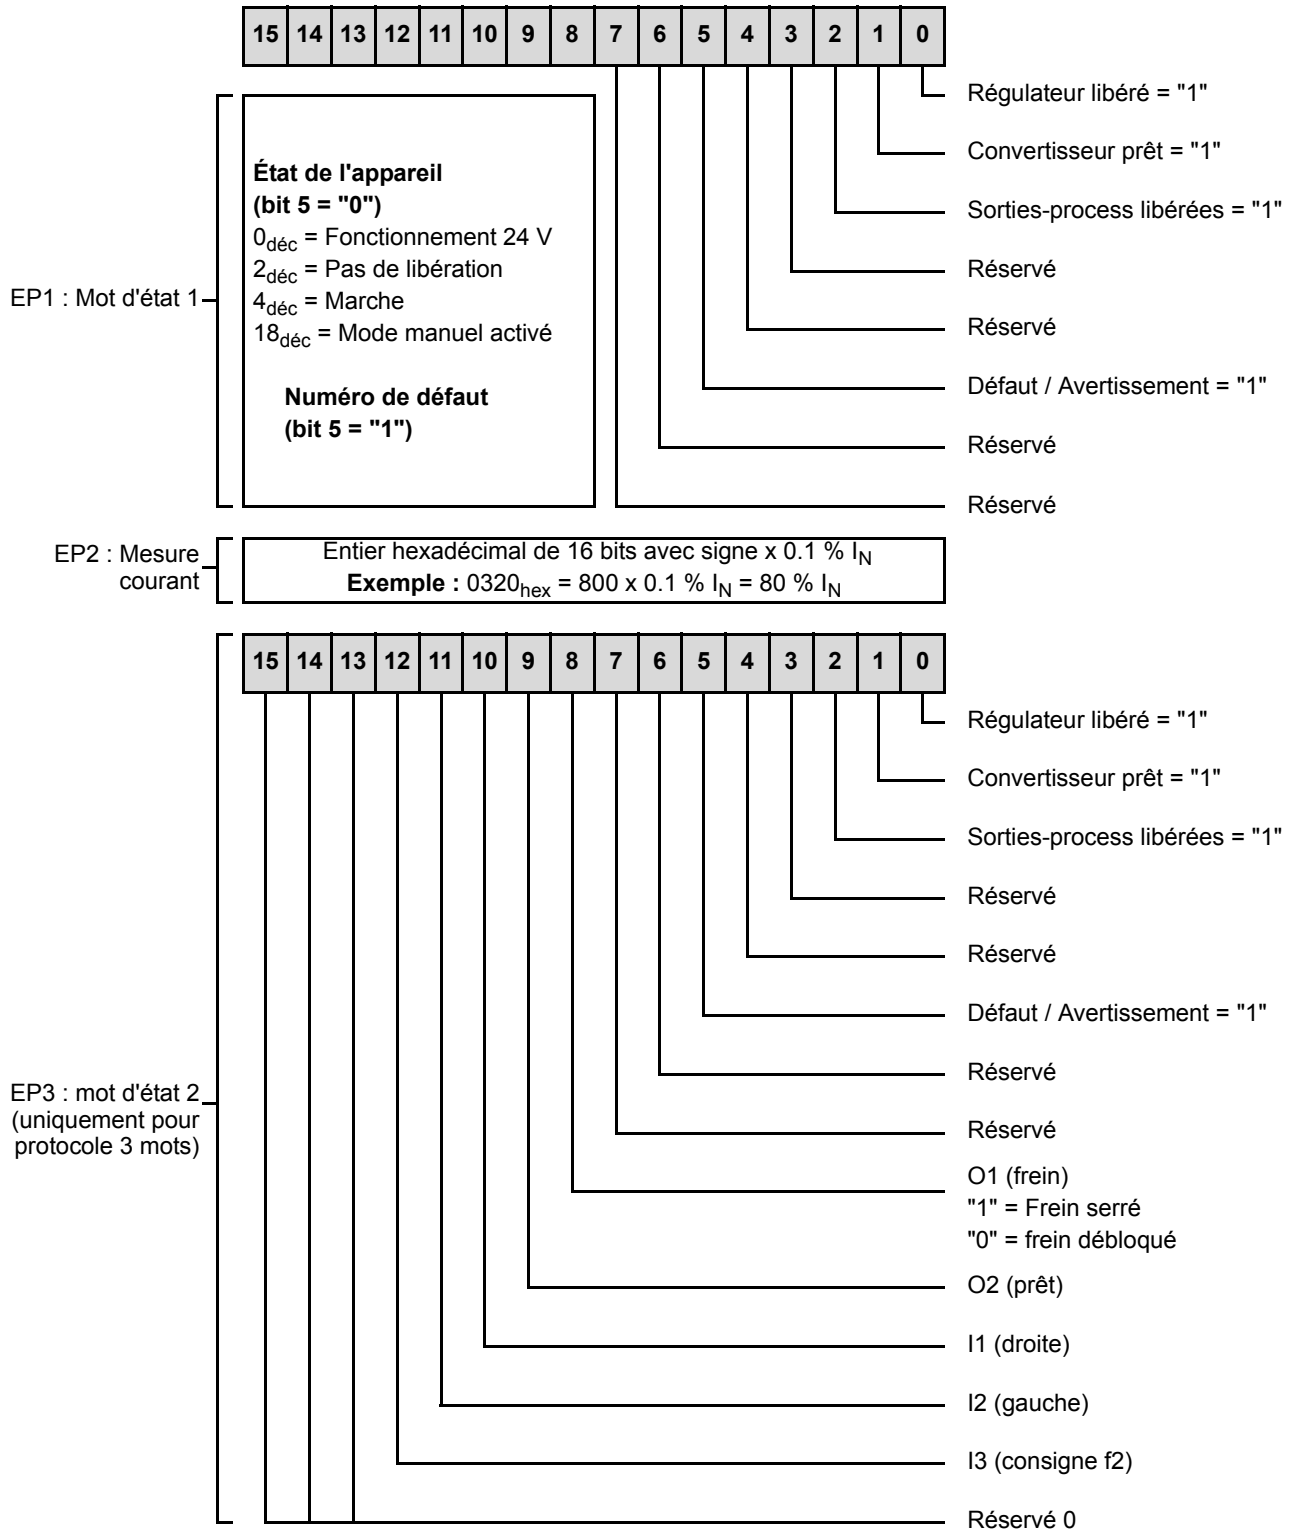 15 14 13 12 11 10 9 8 7 6 5 4 3 2 1 0
Régulateur libéré = "1"
Convertisseur prêt = "1"
Sorties-process libérées = "1"
Réservé
Réservé
Défaut / Avertissement = "1"
Réservé
Réservé
EP1 : Mot d'état 1
État de l'appareil
(bit 5 = "0")
0déc = Fonctionnement 24 V
2déc = Pas de libération
4déc = Marche
18déc = Mode manuel activé
Numéro de défaut
(bit 5 = "1")
EP2 : Mesure
courant
Entier hexadécimal de 16 bits avec signe x 0.1 % IN
Exemple : 0320hex = 800 x 0.1 % IN = 80 % IN
15 14 13 12 11 10 9 8 7 6 5 4 3 2 1 0
Régulateur libéré = "1"
Convertisseur prêt = "1"
Sorties-process libérées = "1"
Réservé
Réservé
Défaut / Avertissement = "1"
Réservé
Réservé
EP3 : mot d'état 2
(uniquement pour
protocole 3 mots)
O1 (frein)
"1" = Frein serré
"0" = frein débloqué
O2 (prêt)
I1 (droite)
I2 (gauche)
I3 (consigne f2)
Réservé 0